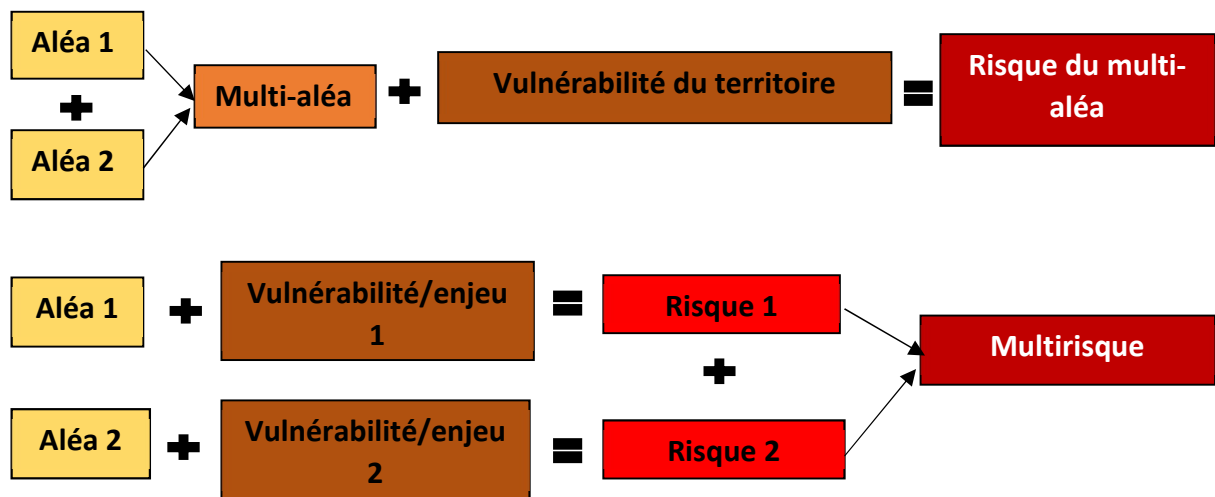 Aléa 1
+
Aléa 2
Multi-aléa
+
Vulnérabilité du territoire
=
Risque du multi-
aléa
Aléa 1
+
Vulnérabilité/enjeu
1
=
Risque 1
+
Aléa 2
+
Vulnérabilité/enjeu
2
=
Risque 2
Multirisque